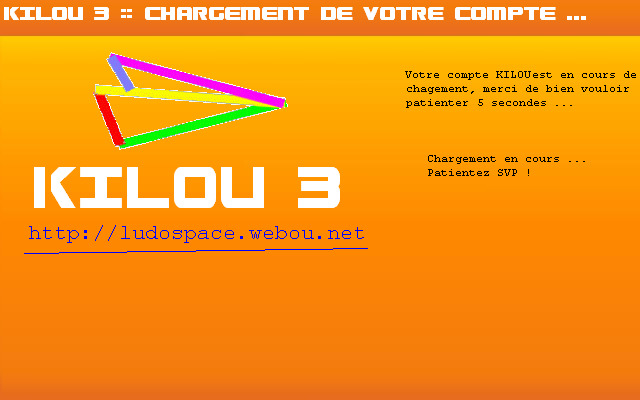 KILOU 3 :: CHARGEMENT DE VOTRE COMPTE ...
Votre compte KILOUest en cours de
chagement, merci de bien vouloir
patienter 5 secondes ...
Chargement en cours ...
Patientez SVP !
KILOU 3
http://ludospace.webou.net